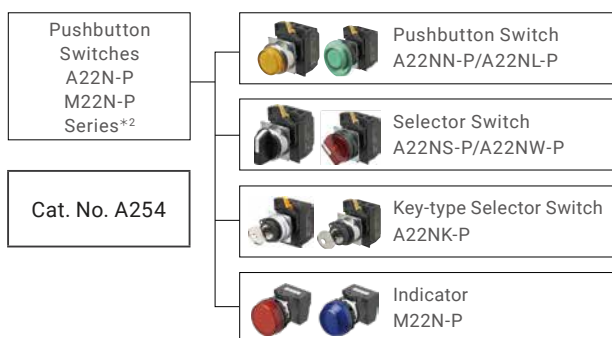 Pushbutton
Switches
A22N-P
M22N-P
Series*2
Cat. No. A254
Pushbutton Switch
A22NN-P/A22NL-P
Selector Switch
A22NS-P/A22NW-P
Key-type Selector Switch
A22NK-P
Indicator
M22N-P